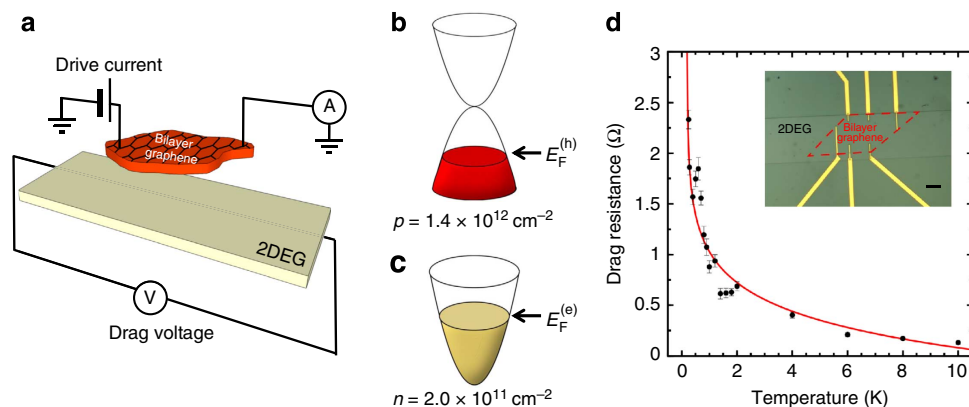 a
Drive current
A
Bilayer
graphene
2DEG
V
Drag voltage
b
E_F^(h)
p = 1.4 × 10^12 cm^−2
c
E_F^(e)
n = 2.0 × 10^11 cm^−2
d
Drag resistance (Ω)
3
2.5
2
1.5
1
0.5
0
2DEG
Bilayer
graphene
0 2 4 6 8 10
Temperature (K)